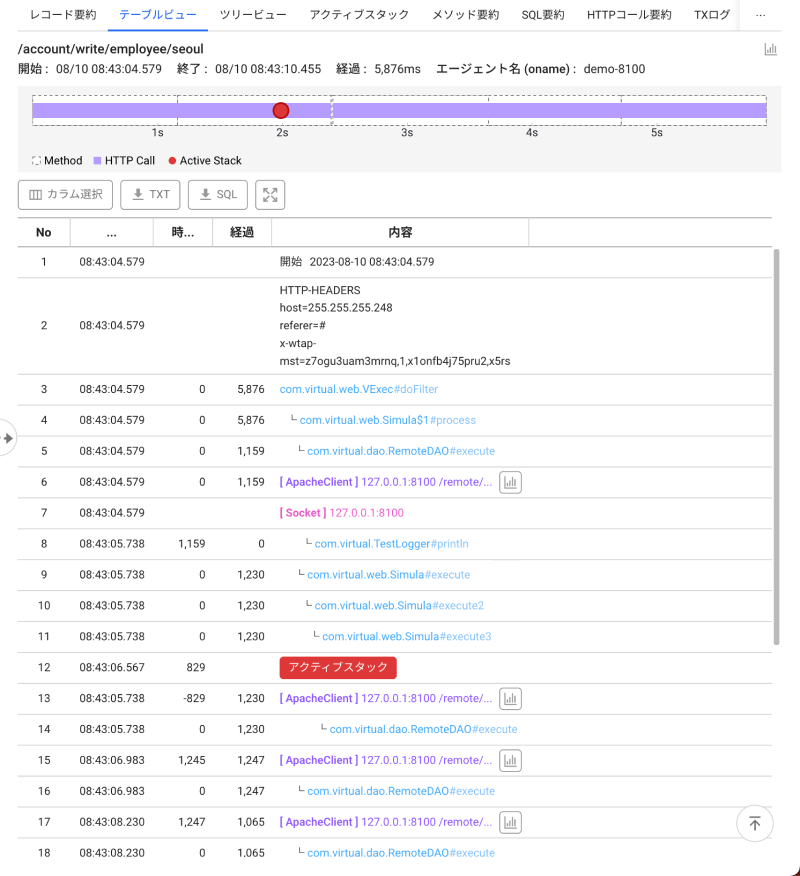 レコード要約 テーブルビュー ツリービュー アクティブスタック メソッド要約 SQL要約 HTTPコール要約 TXログ ...
/account/write/employee/seoul
開始 : 08/10 08:43:04.579 終了 : 08/10 08:43:10.455 経過 : 5,876ms エージェント名 (oname) : demo-8100
1s 2s 3s 4s 5s
Method HTTP Call Active Stack
カラム選択 TXT SQL
No ... 時... 経過 内容
1 08:43:04.579 開始 2023-08-10 08:43:04.579
HTTP-HEADERS
host=255.255.255.248
2 08:43:04.579 referer=#
x-wtap-
mst=z7ogu3uam3mrnq,1,x1onfb4j75pru2,x5rs
3 08:43:04.579 0 5,876 com.virtual.web.VExec#doFilter
4 08:43:04.579 0 5,876 └ com.virtual.web.Simula$1#process
5 08:43:04.579 0 1,159 └ com.virtual.dao.RemoteDAO#execute
6 08:43:04.579 0 1,159 [ ApacheClient ] 127.0.0.1:8100 /remote/...
7 08:43:04.579 [ Socket ] 127.0.0.1:8100
8 08:43:05.738 1,159 0 └ com.virtual.TestLogger#println
9 08:43:05.738 0 1,230 └ com.virtual.web.Simula#execute
10 08:43:05.738 0 1,230 └ com.virtual.web.Simula#execute2
11 08:43:05.738 0 1,230 └ com.virtual.web.Simula#execute3
12 08:43:06.567 829 アクティブスタック
13 08:43:05.738 -829 1,230 [ ApacheClient ] 127.0.0.1:8100 /remote/...
14 08:43:05.738 0 1,230 └ com.virtual.dao.RemoteDAO#execute
15 08:43:06.983 1,245 1,247 [ ApacheClient ] 127.0.0.1:8100 /remote/...
16 08:43:06.983 0 1,247 └ com.virtual.dao.RemoteDAO#execute
17 08:43:08.230 1,247 1,065 [ ApacheClient ] 127.0.0.1:8100 /remote/...
18 08:43:08.230 0 1,065 └ com.virtual.dao.RemoteDAO#execute